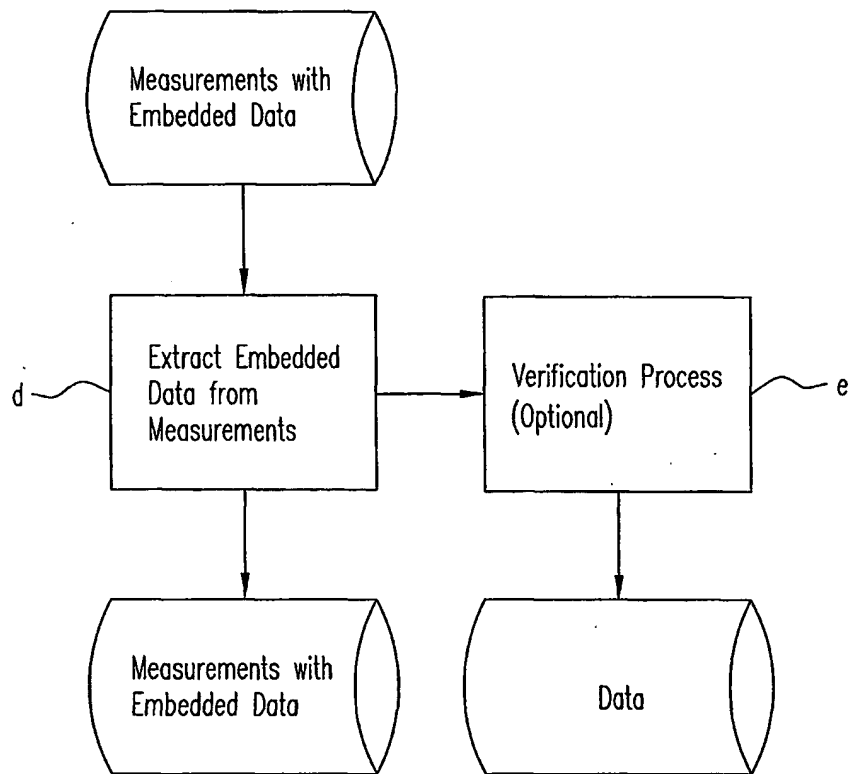 Measurements with
Embedded Data
Extract Embedded
Data from
Measurements
d
Verification Process
(Optional)
e
Measurements with
Embedded Data
Data